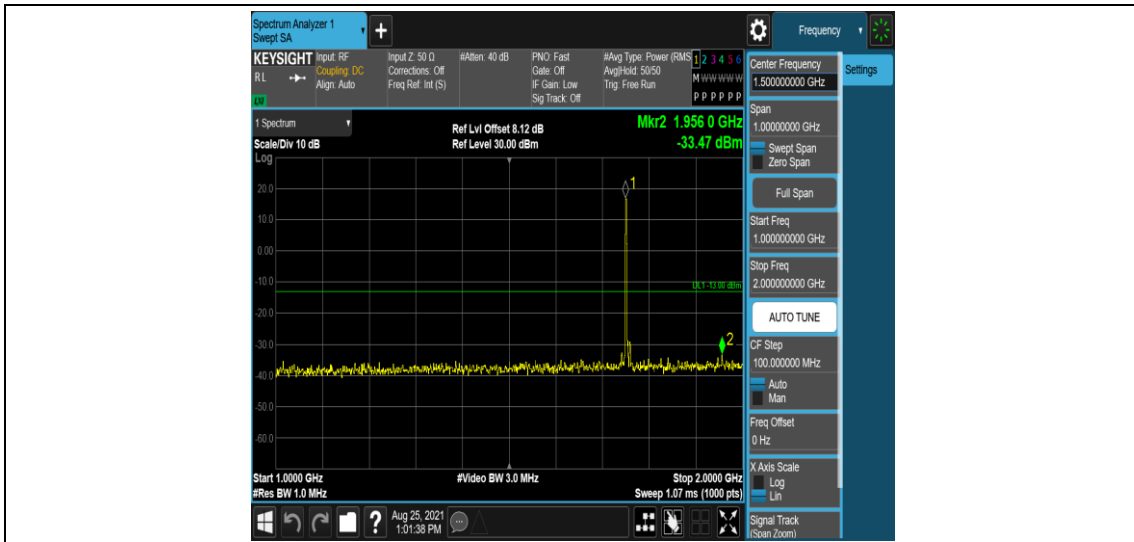 Spectrum Analyzer 1
Swept SA
+
Frequency
KEYSIGHT
RL
LXI
Input: RF
Coupling: DC
Align: Auto
Input Z: 50 Ω
Corrections: Off
Freq Ref: Int (S)
#Atten: 40 dB
PNO: Fast
Gate: Off
IF Gain: Low
Sig Track: Off
#Avg Type: Power (RMS
Avg|Hold: 50/50
Trig: Free Run
1 2 3 4 5 6
M W W W W W
P P P P P P
1 Spectrum
Scale/Div 10 dB
Log
Ref Lvl Offset 8.12 dB
Ref Level 30.00 dBm
Mkr2 1.956 0 GHz
-33.47 dBm
20.0
10.0
0.00
-10.0
-20.0
-30.0
-40.0
-50.0
-60.0
1
DL1 -13.00 dBm
2
Start 1.0000 GHz
#Res BW 1.0 MHz
#Video BW 3.0 MHz
Stop 2.0000 GHz
Sweep 1.07 ms (1000 pts)
Aug 25, 2021
1:01:38 PM
?
Center Frequency
1.500000000 GHz
Settings
Span
1.00000000 GHz
Swept Span
Zero Span
Full Span
Start Freq
1.000000000 GHz
Stop Freq
2.000000000 GHz
AUTO TUNE
CF Step
100.000000 MHz
Auto
Man
Freq Offset
0 Hz
X Axis Scale
Log
Lin
Signal Track
(Span Zoom)